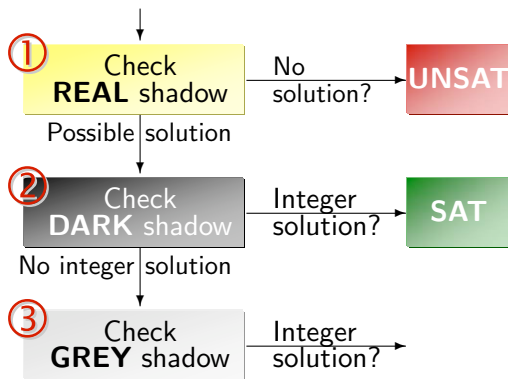 1
Check
REAL shadow
No
solution?
UNSAT
Possible solution
2
Check
DARK shadow
Integer
solution?
SAT
No integer solution
3
Check
GREY shadow
Integer
solution?